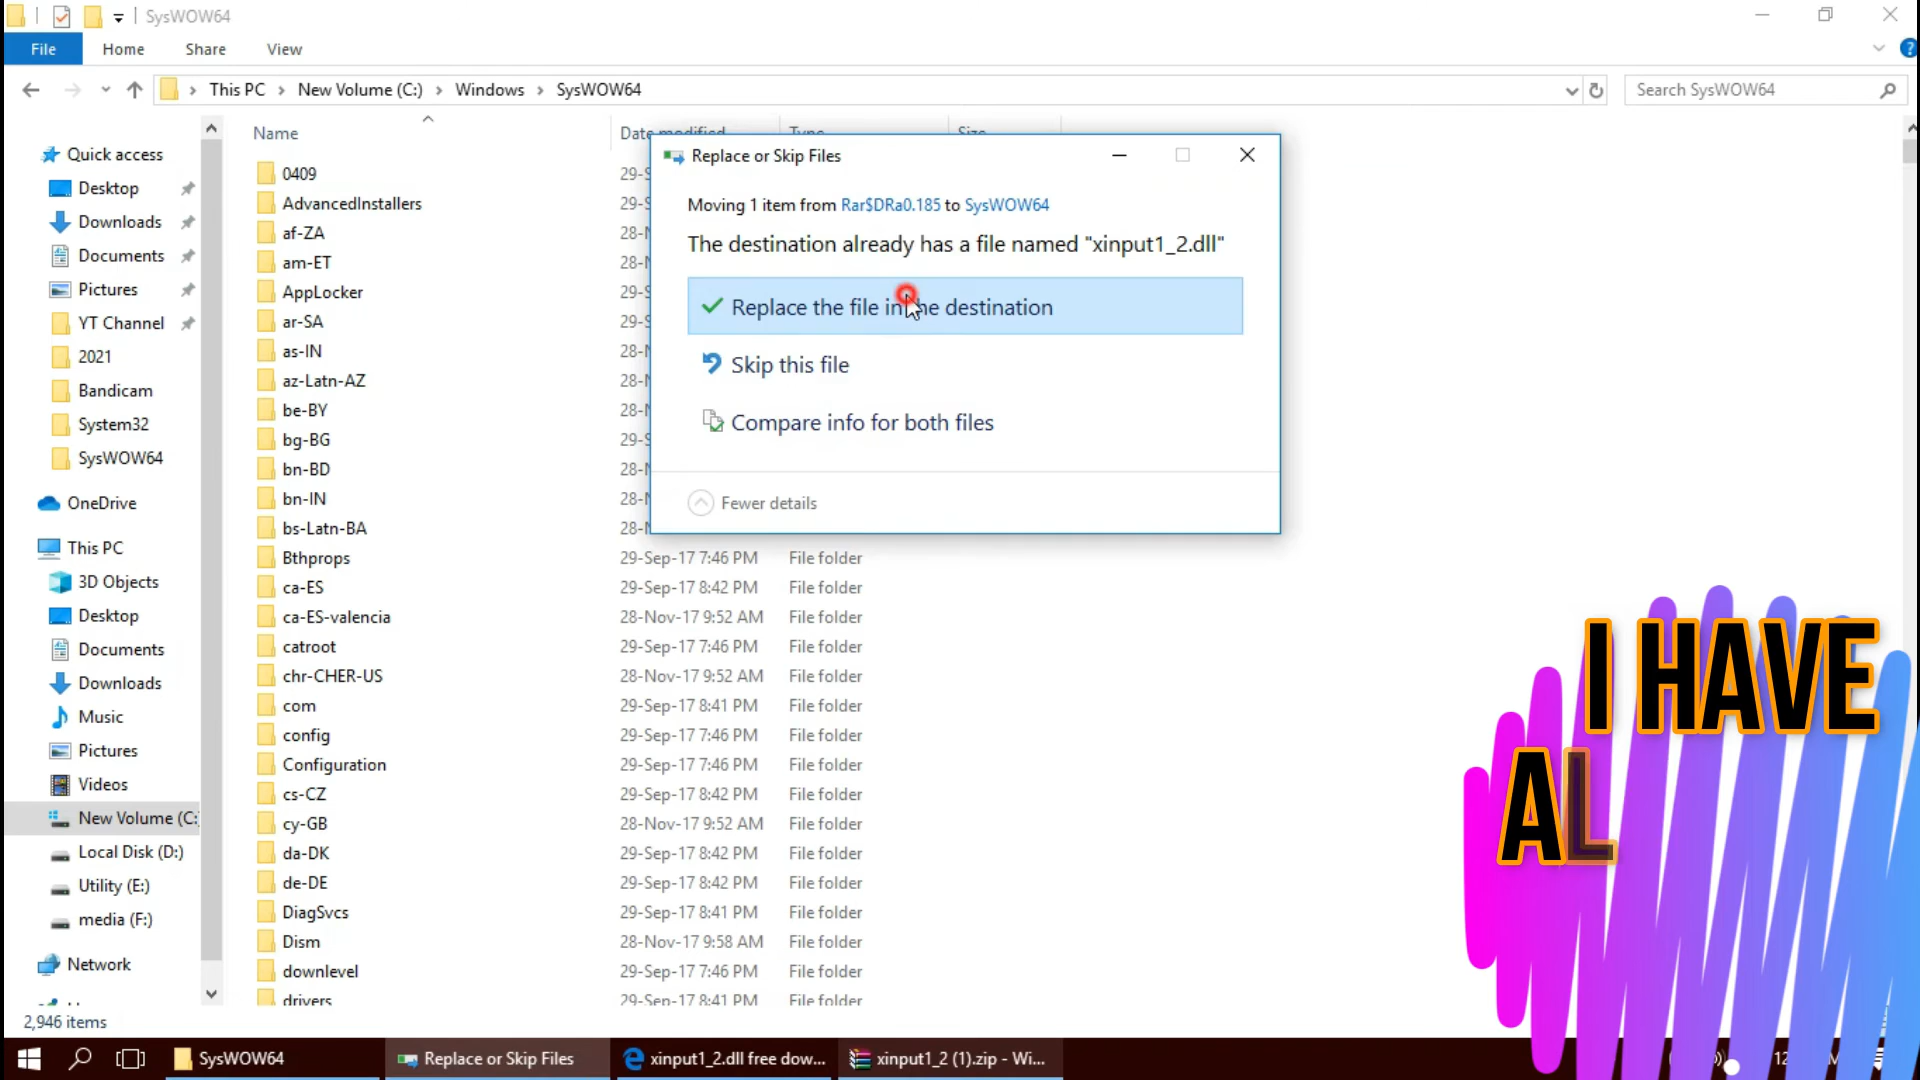 SysWOW64
File Home Share View
This PC New Volume (C:) Windows SysWOW64
Search SysWOW64
Quick access
Desktop
Downloads
Documents
Pictures
YT Channel
2021
Bandicam
System32
SysWOW64
OneDrive
This PC
3D Objects
Desktop
Documents
Downloads
Music
Pictures
Videos
New Volume (C:
Local Disk (D:)
Utility (E:)
media (F:)
Network
Name Date modified Type Size
0409 29-S
AdvancedInstallers 29-S
af-ZA 28-N
am-ET 28-N
AppLocker 29-S
ar-SA 29-S
as-IN 28-N
az-Latn-AZ 28-N
be-BY 28-N
bg-BG 29-S
bn-BD 28-N
bn-IN 28-N
bs-Latn-BA 28-N
Bthprops 29-Sep-17 7:46 PM File folder
ca-ES 29-Sep-17 8:42 PM File folder
ca-ES-valencia 28-Nov-17 9:52 AM File folder
catroot 29-Sep-17 7:46 PM File folder
chr-CHER-US 28-Nov-17 9:52 AM File folder
com 29-Sep-17 8:41 PM File folder
config 29-Sep-17 7:46 PM File folder
Configuration 29-Sep-17 7:46 PM File folder
cs-CZ 29-Sep-17 8:42 PM File folder
cy-GB 28-Nov-17 9:52 AM File folder
da-DK 29-Sep-17 8:42 PM File folder
de-DE 29-Sep-17 8:42 PM File folder
DiagSvcs 29-Sep-17 8:41 PM File folder
Dism 28-Nov-17 9:58 AM File folder
downlevel 29-Sep-17 7:46 PM File folder
drivers 29-Sep-17 8:41 PM File folder
Replace or Skip Files
Moving 1 item from Rar$DRa0.185 to SysWOW64
The destination already has a file named "xinput1_2.dll"
Replace the file in the destination
Skip this file
Compare info for both files
Fewer details
I HAVE
AL
2,946 items
SysWOW64 Replace or Skip Files xinput1_2.dll free dow... xinput1_2 (1).zip - Wi...